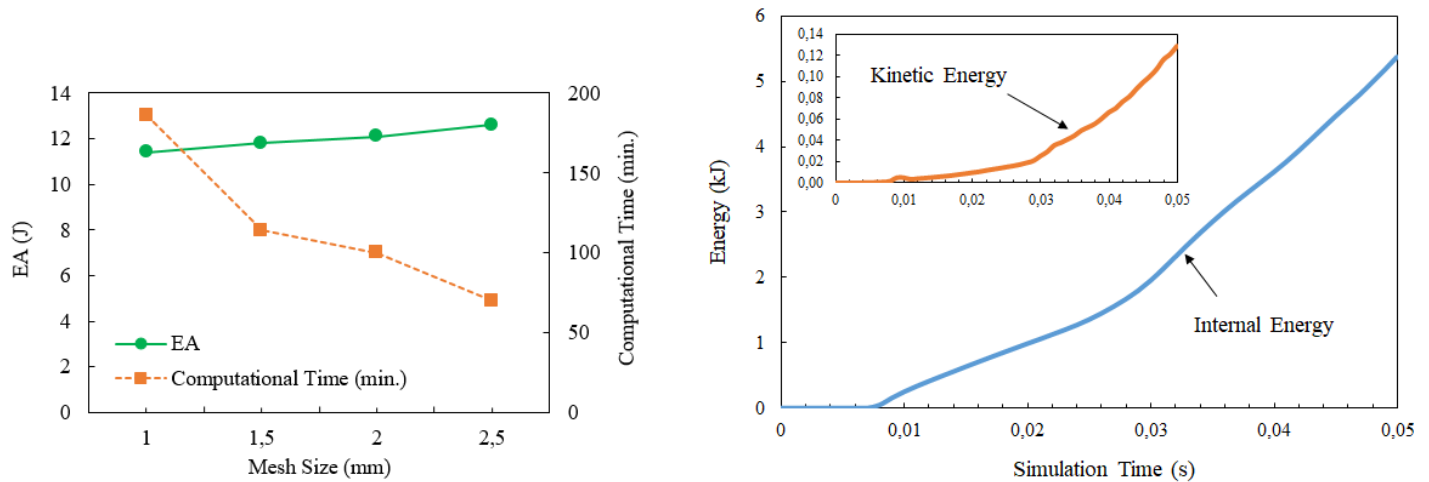 14
12
10
8
6
4
2
0
EA (J)
200
150
100
50
0
Computational Time (min.)
EA
Computational Time (min.)
1 1,5 2 2,5
Mesh Size (mm)
6
5
4
3
2
1
0
Energy (kJ)
0,14
0,12
0,10
0,08
0,06
0,04
0,02
0,00
0 0,01 0,02 0,03 0,04 0,05
Kinetic Energy
Internal Energy
0 0,01 0,02 0,03 0,04 0,05
Simulation Time (s)